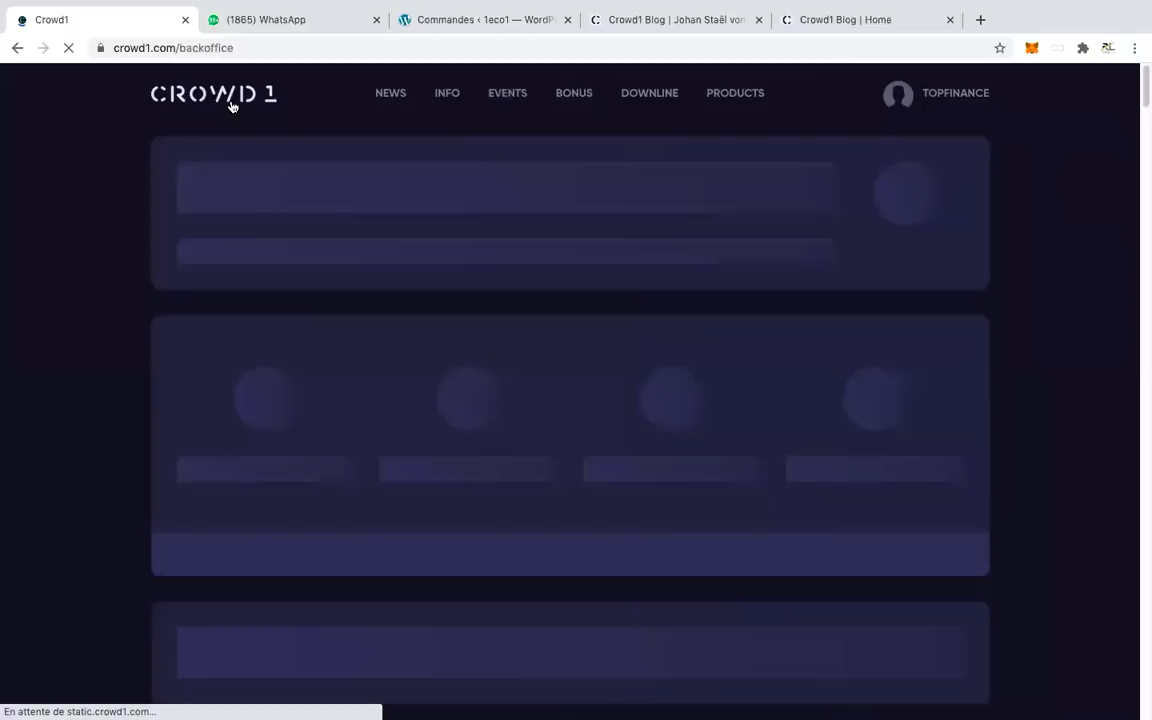 Crowd1
(1865) WhatsApp
Commandes ‹ 1eco1 — WordP
Crowd1 Blog | Johan Staël von
Crowd1 Blog | Home
crowd1.com/backoffice
CROWD 1
NEWS
INFO
EVENTS
BONUS
DOWNLINE
PRODUCTS
TOPFINANCE
En attente de static.crowd1.com...